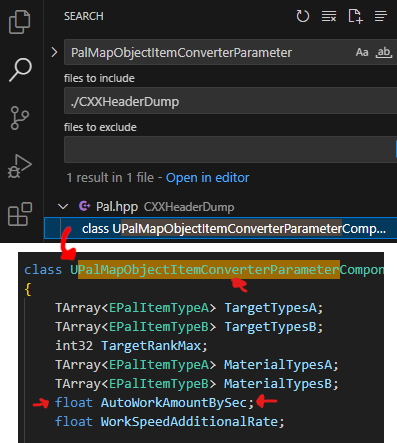 SEARCH
PalMapObjectItemConverterParameter
Aa ab
files to include
./CXXHeaderDump
files to exclude
1 result in 1 file - Open in editor
Pal.hpp CXXHeaderDump
class UPalMapObjectItemConverterParameterComp...
class UPalMapObjectItemConverterParameterCompon
{
TArray<EPalItemTypeA> TargetTypesA;
TArray<EPalItemTypeB> TargetTypesB;
int32 TargetRankMax;
TArray<EPalItemTypeA> MaterialTypesA;
TArray<EPalItemTypeB> MaterialTypesB;
float AutoWorkAmountBySec;
float WorkSpeedAdditionalRate;